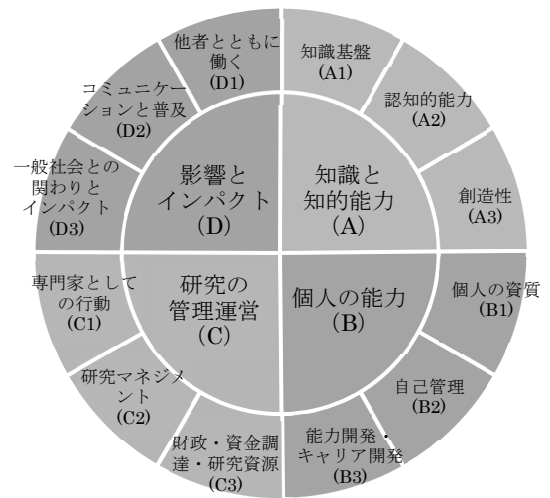 他者とともに
働く
(D1)
知識基盤
(A1)
コミュニケー
ションと普及
(D2)
認知的能力
(A2)
一般社会との
関わりと
インパクト
(D3)
影響と
インパクト
(D)
知識と
知的能力
(A)
創造性
(A3)
専門家として
の行動
(C1)
研究の
管理運営
(C)
個人の能力
(B)
個人の資質
(B1)
研究マネジメ
ント
(C2)
自己管理
(B2)
財政・資金調
達・研究資源
(C3)
能力開発・
キャリア開発
(B3)